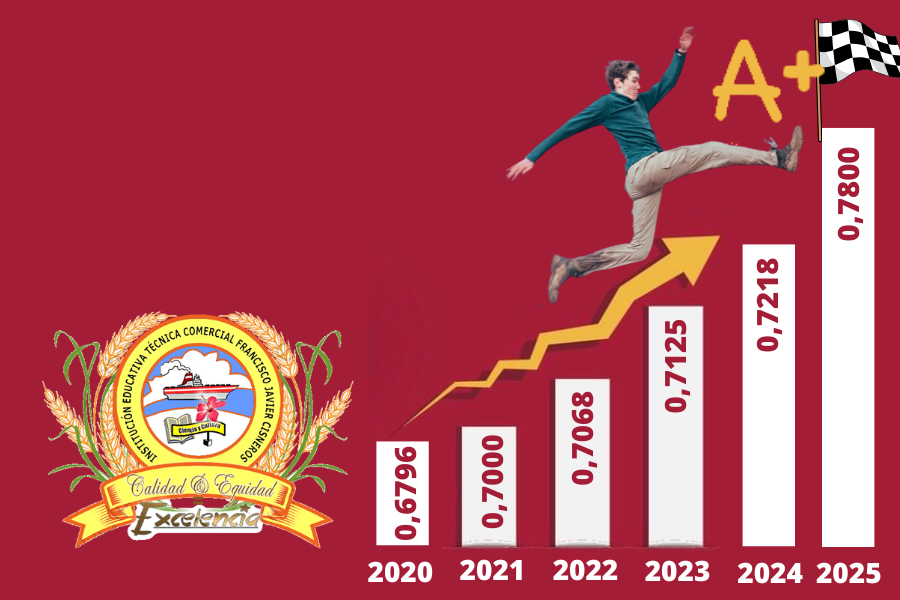 A+
0,7800
0,7218
0,7125
0,7068
0,7000
0,6796
2020 2021 2022 2023 2024 2025
INSTITUCIÓN EDUCATIVA TÉCNICA COMERCIAL FRANCISCO JAVIER CISNEROS
Ciencia y Cultura
Calidad & Equidad
Excelencia